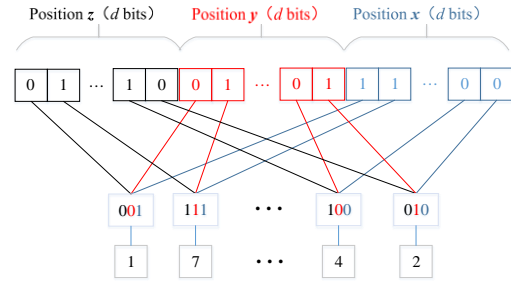 Position z（d bits） Position y（d bits） Position x（d bits）
0 1 ··· 1 0 0 1 ··· 0 1 1 1 ··· 0 0
001 111 ··· 100 010
1 7 ··· 4 2